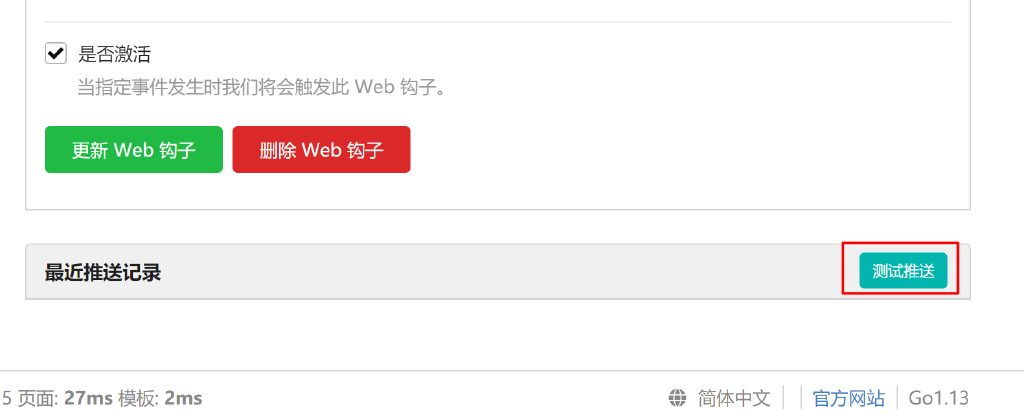 是否激活
当指定事件发生时我们将会触发此 Web 钩子。
更新 Web 钩子 删除 Web 钩子
最近推送记录 测试推送
5 页面: 27ms 模板: 2ms 简体中文 官方网站 Go1.13